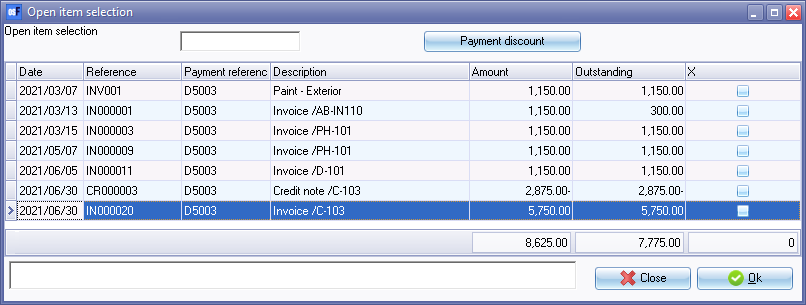 Open item selection
Open item selection
Payment discount
Date Reference Payment referenc Description Amount Outstanding X
2021/03/07 INV001 D5003 Paint - Exterior 1,150.00 1,150.00
2021/03/13 IN000001 D5003 Invoice /AB-IN110 1,150.00 300.00
2021/03/15 IN000003 D5003 Invoice /PH-101 1,150.00 1,150.00
2021/05/07 IN000009 D5003 Invoice /PH-101 1,150.00 1,150.00
2021/06/05 IN000011 D5003 Invoice /D-101 1,150.00 1,150.00
2021/06/30 CR000003 D5003 Credit note /C-103 2,875.00- 2,875.00-
2021/06/30 IN000020 D5003 Invoice /C-103 5,750.00 5,750.00
8,625.00 7,775.00 0
Close Ok